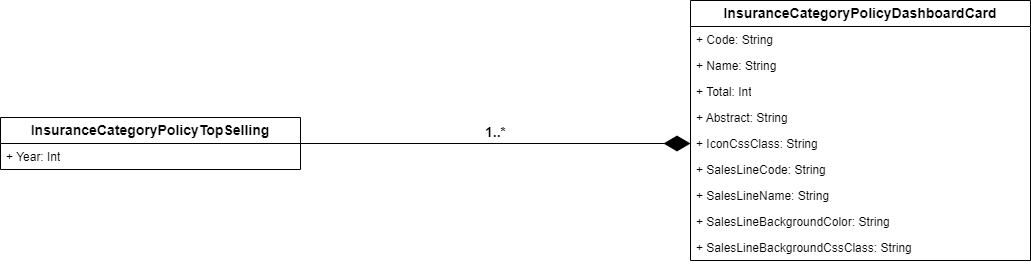 InsuranceCategoryPolicyDashboardCard
+ Code: String
+ Name: String
+ Total: Int
+ Abstract: String
+ IconCssClass: String
+ SalesLineCode: String
+ SalesLineName: String
+ SalesLineBackgroundColor: String
+ SalesLineBackgroundCssClass: String
InsuranceCategoryPolicyTopSelling
+ Year: Int
1..*